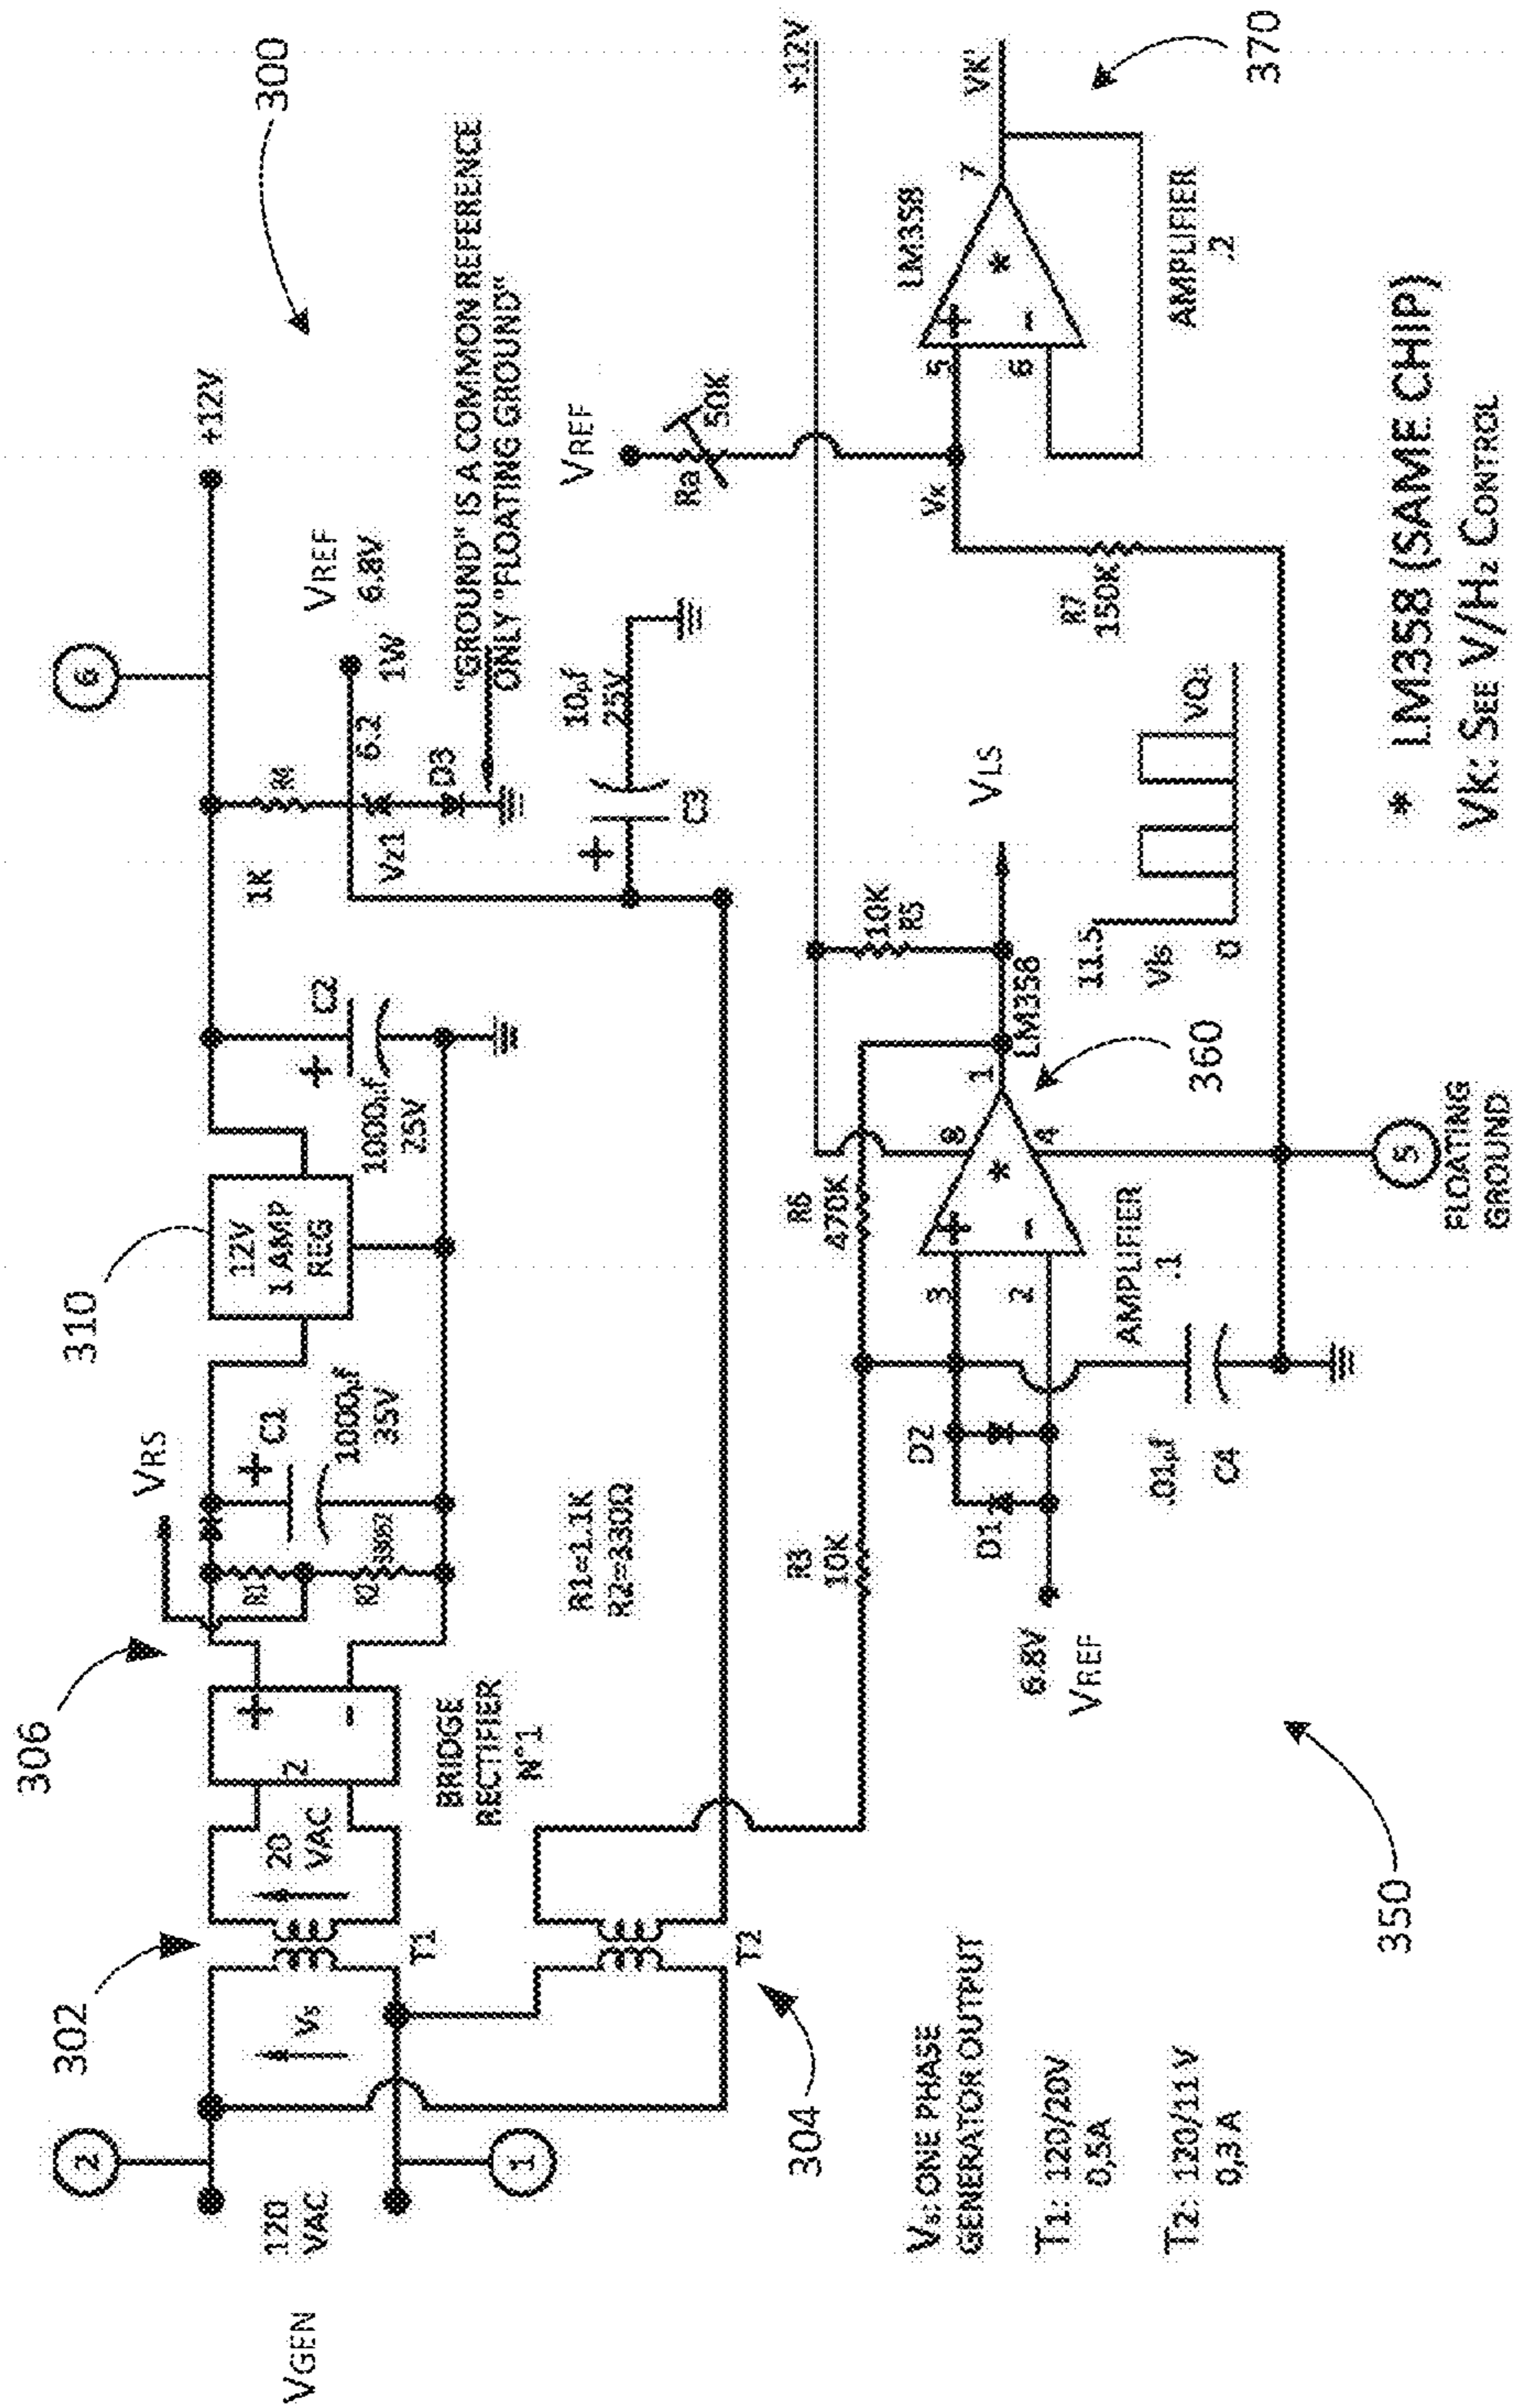 300
6
+12V
+12V
VREF
6.8V
1W
6.2
Vz1
D3
"GROUND" IS A COMMON REFERENCE
ONLY "FLOATING GROUND"
1K
10µf
25V
+
C3
C2
+
1000µf
25V
310
12V
1 AMP
REG
VRS
+
C1
1000µf
35V
R1
R2
R1=1.1K
R2=330Ω
306
+
-
BRIDGE
RECTIFIER
N°1
302
20
VAC
T1
Vs
2
1
120
VAC
VGEN
T2
304
Vs: ONE PHASE
GENERATOR OUTPUT
T1: 120/20V
0,5A
T2: 120/11 V
0,3 A
350
R3
10K
6.8V
VREF
D1
D2
.01µf
C4
R6
470K
3
2
+
-
*
8
4
1
AMPLIFIER
.1
LM358
360
5
FLOATING
GROUND
10K
R5
VLS
11.5
Vls
0
R7
150K
VK
VREF
Ra
50K
5
6
+
-
*
LM358
7
VK'
AMPLIFIER
.2
370
* LM358 (SAME CHIP)
VK: SEE V/Hz CONTROL